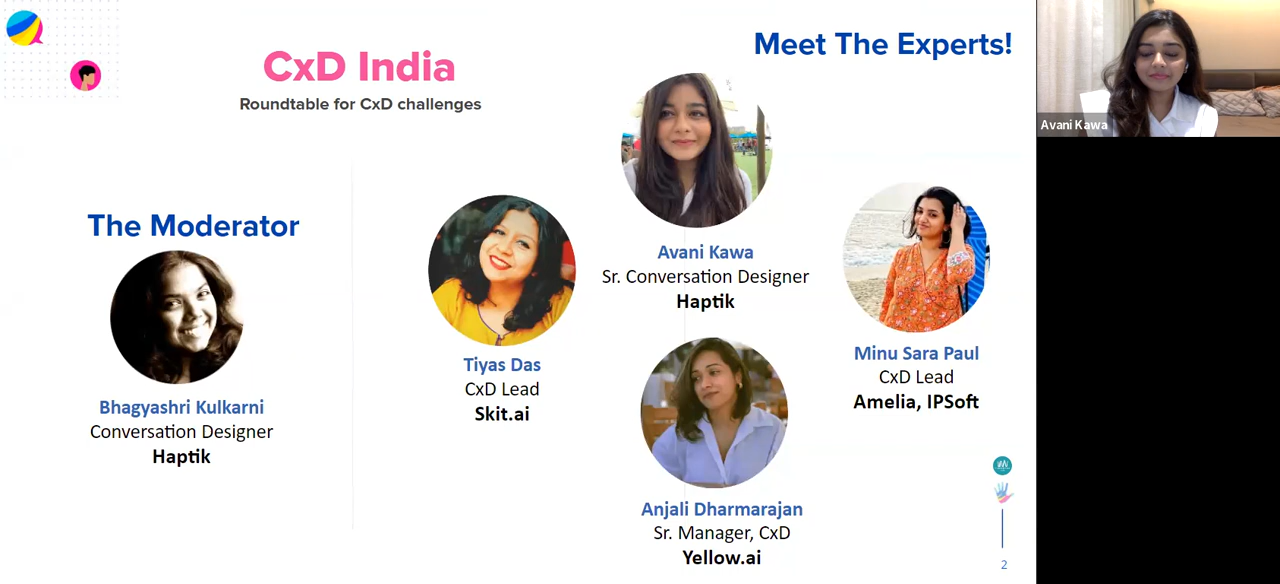 CxD India
Roundtable for CxD challenges
Meet The Experts!
The Moderator
Bhagyashri Kulkarni
Conversation Designer
Haptik
Tiyas Das
CxD Lead
Skit.ai
Avani Kawa
Sr. Conversation Designer
Haptik
Anjali Dharmarajan
Sr. Manager, CxD
Yellow.ai
Minu Sara Paul
CxD Lead
Amelia, IPSoft
2
Avani Kawa